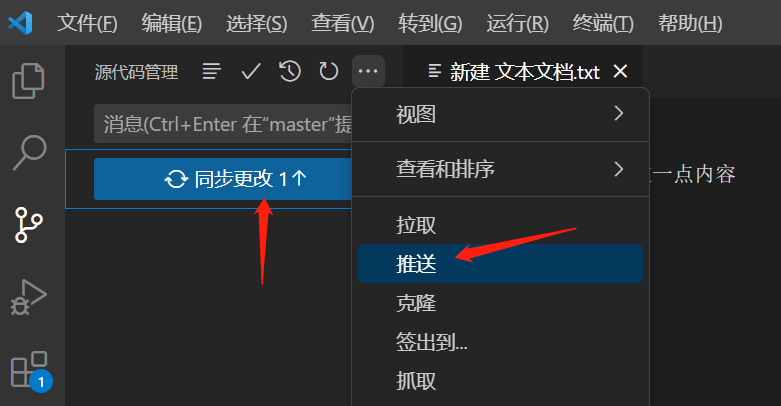 文件(F) 编辑(E) 选择(S) 查看(V) 转到(G) 运行(R) 终端(T) 帮助(H)
源代码管理
新建 文本文档.txt
消息(Ctrl+Enter 在“master”提
同步更改 1↑
视图
查看和排序
一点内容
拉取
推送
克隆
签出到...
抓取
1